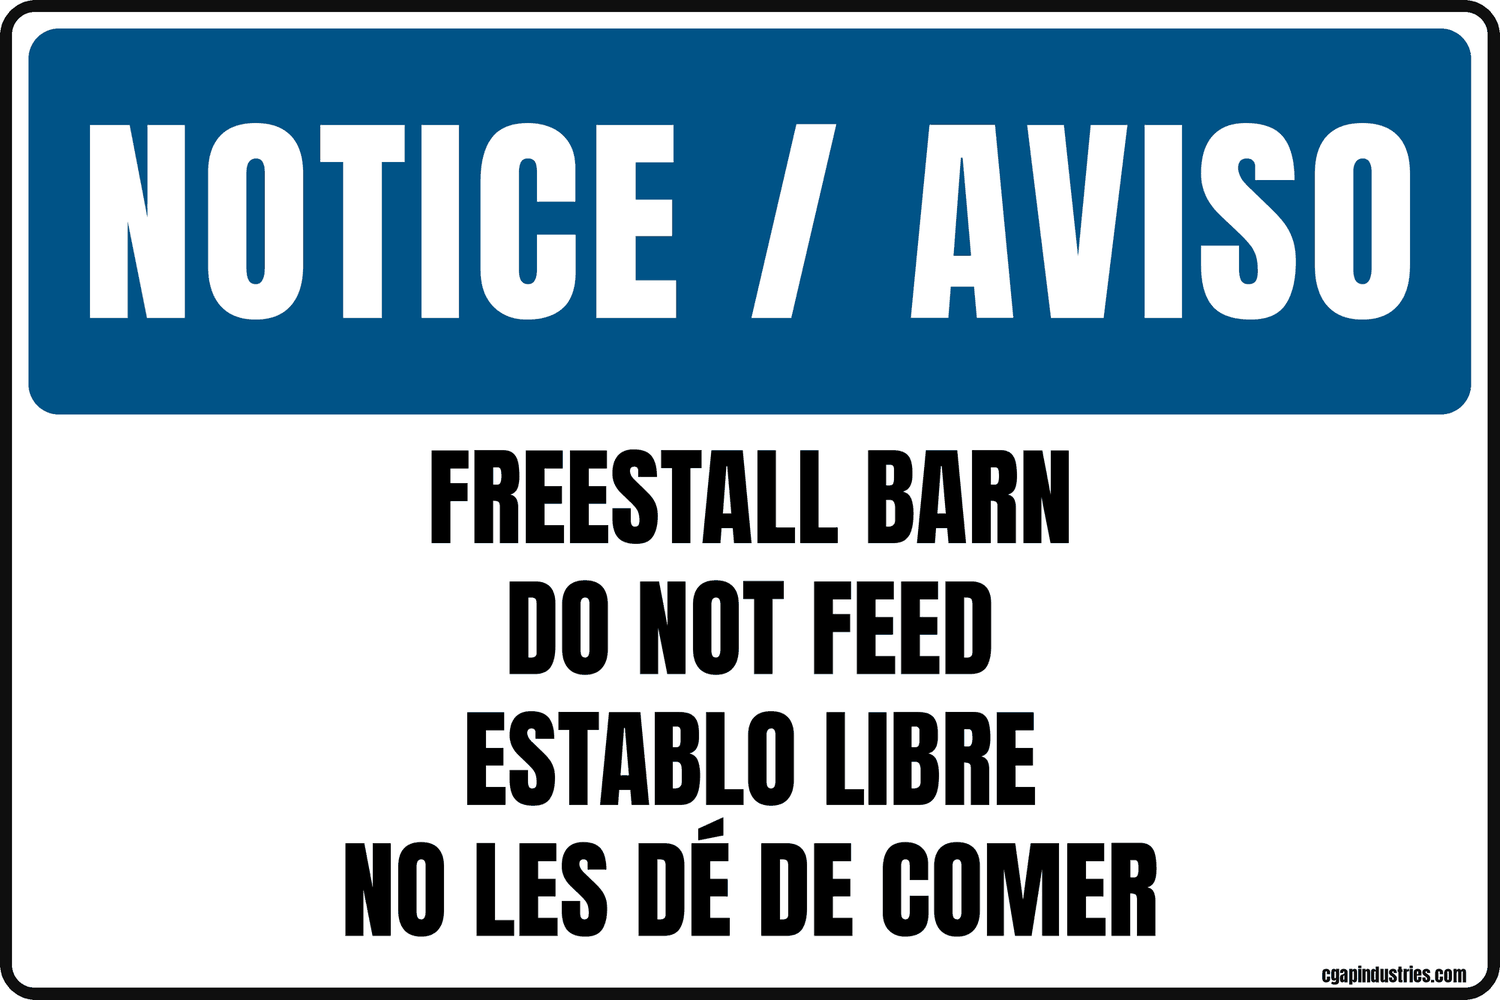 NOTICE / AVISO
FREESTALL BARN
DO NOT FEED
ESTABLO LIBRE
NO LES DÉ DE COMER
cgapindustries.com